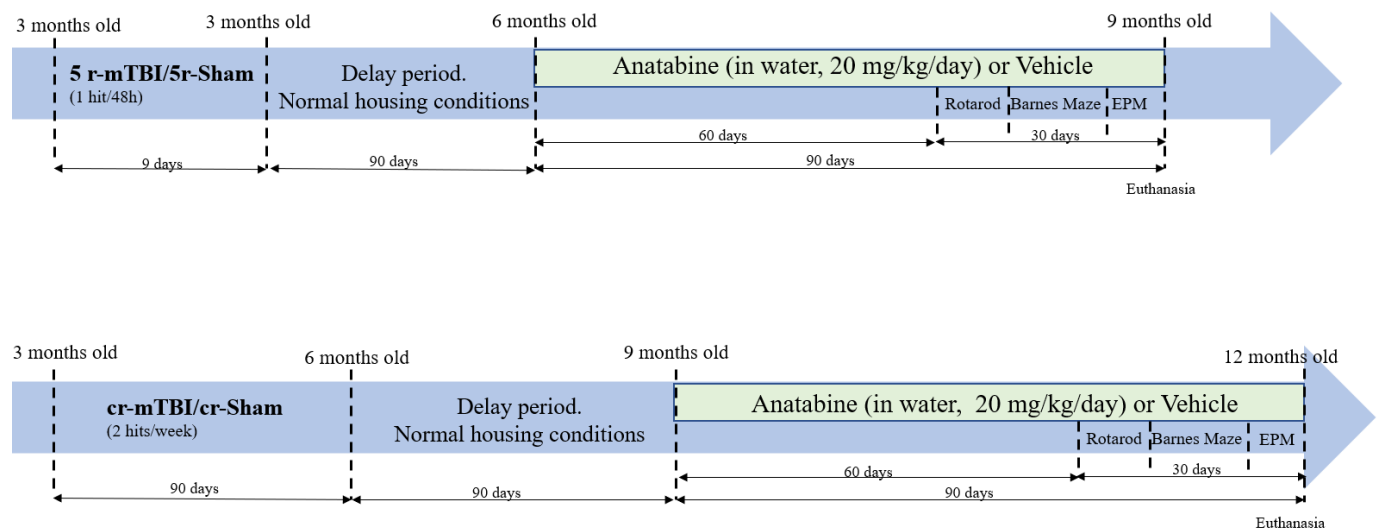 3 months old
3 months old
6 months old
9 months old
5 r-mTBI/5r-Sham
(1 hit/48h)
Delay period.
Normal housing conditions
Anatabine (in water, 20 mg/kg/day) or Vehicle
Rotarod
Barnes Maze
EPM
60 days
30 days
9 days
90 days
90 days
Euthanasia
3 months old
6 months old
9 months old
12 months old
cr-mTBI/cr-Sham
(2 hits/week)
Delay period.
Normal housing conditions
Anatabine (in water, 20 mg/kg/day) or Vehicle
Rotarod
Barnes Maze
EPM
60 days
30 days
90 days
90 days
90 days
Euthanasia